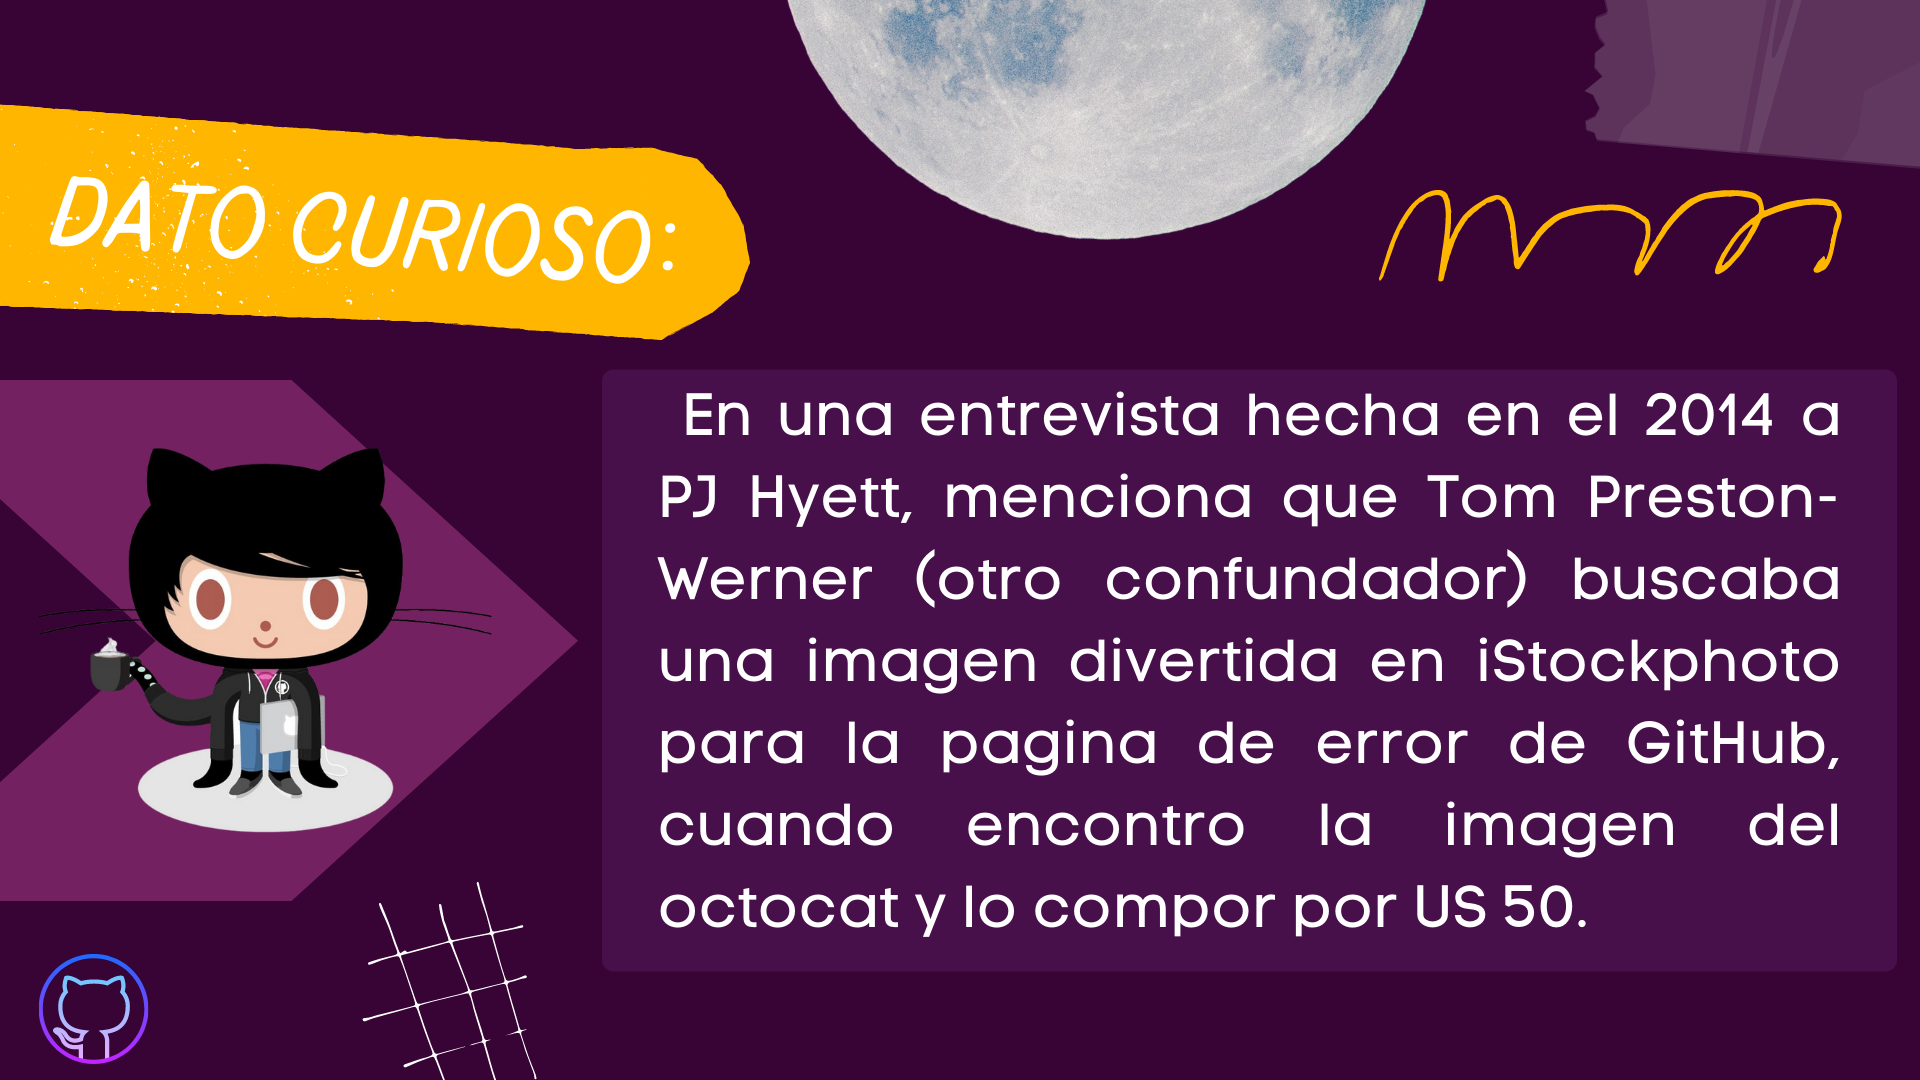 DATO CURIOSO:
En una entrevista hecha en el 2014 a
PJ Hyett, menciona que Tom Preston-
Werner (otro confundador) buscaba
una imagen divertida en iStockphoto
para la pagina de error de GitHub,
cuando encontro la imagen del
octocat y lo compor por US 50.